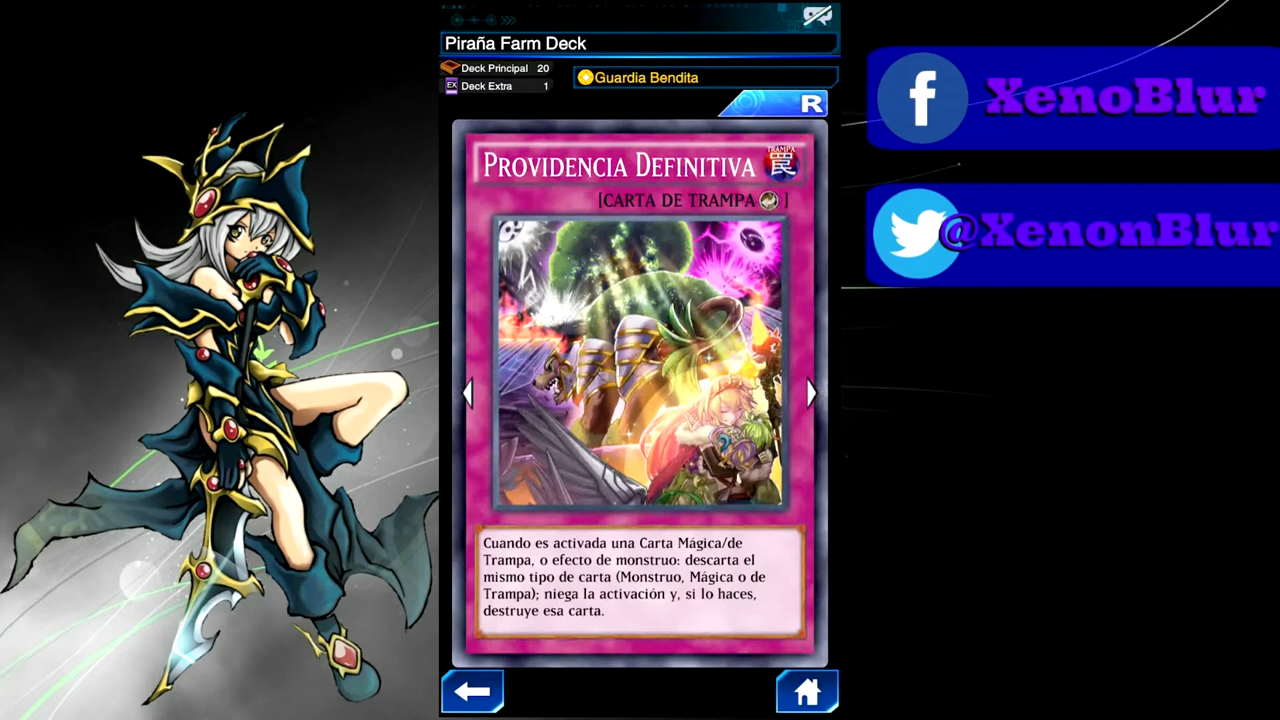 Piraña Farm Deck
Deck Principal 20
EX Deck Extra 1
Guardia Bendita
R
PROVIDENCIA DEFINITIVA
TRAMPA
罠
[CARTA DE TRAMPA ]
Cuando es activada una Carta Mágica/de
Trampa, o efecto de monstruo: descarta el
mismo tipo de carta (Monstruo, Mágica o de
Trampa); niega la activación y, si lo haces,
destruye esa carta.
f XenoBlur
@XenonBlur